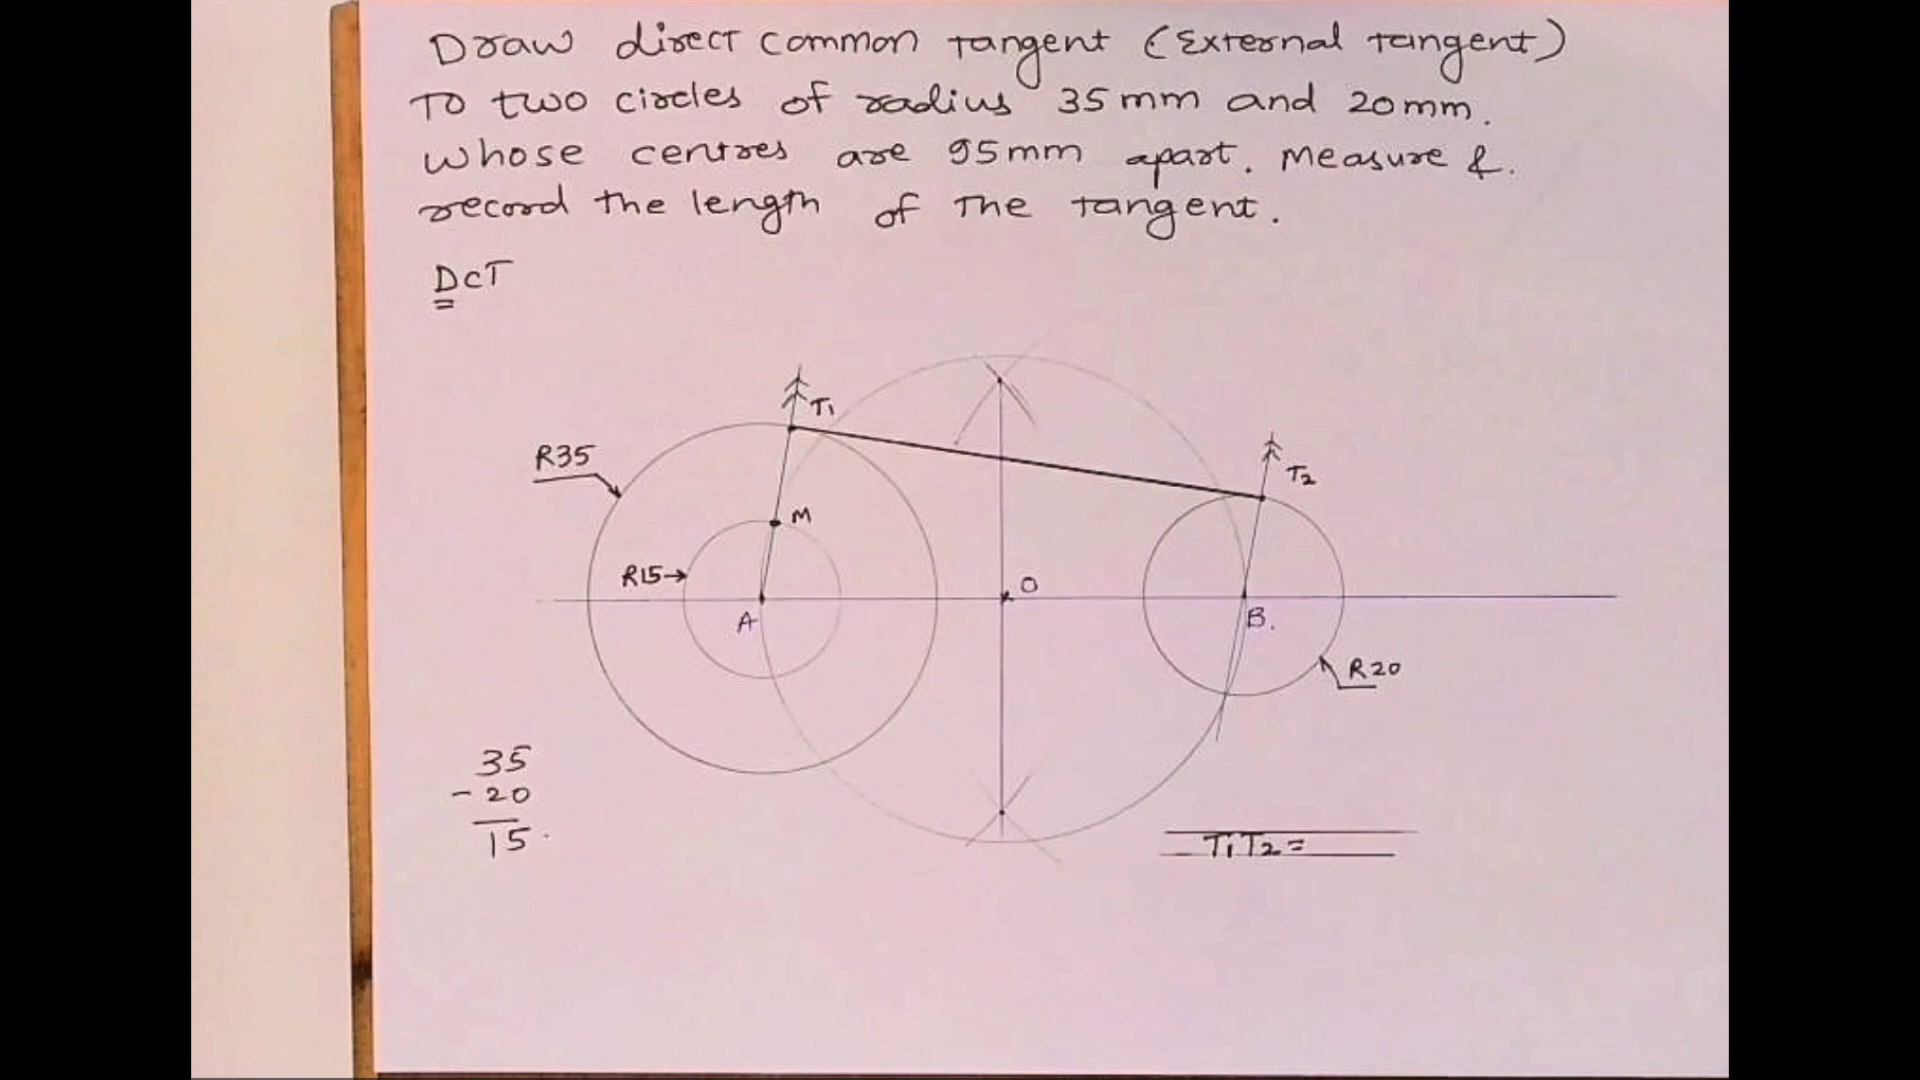 Draw direct common tangent (External tangent)
To two circles of radius 35mm and 20mm.
Whose centres are 95mm apart. Measure &.
record the length of the tangent.
DCT
T1
R35
T2
M
R15
O
A
B.
R20
35
- 20
15.
T1T2 =